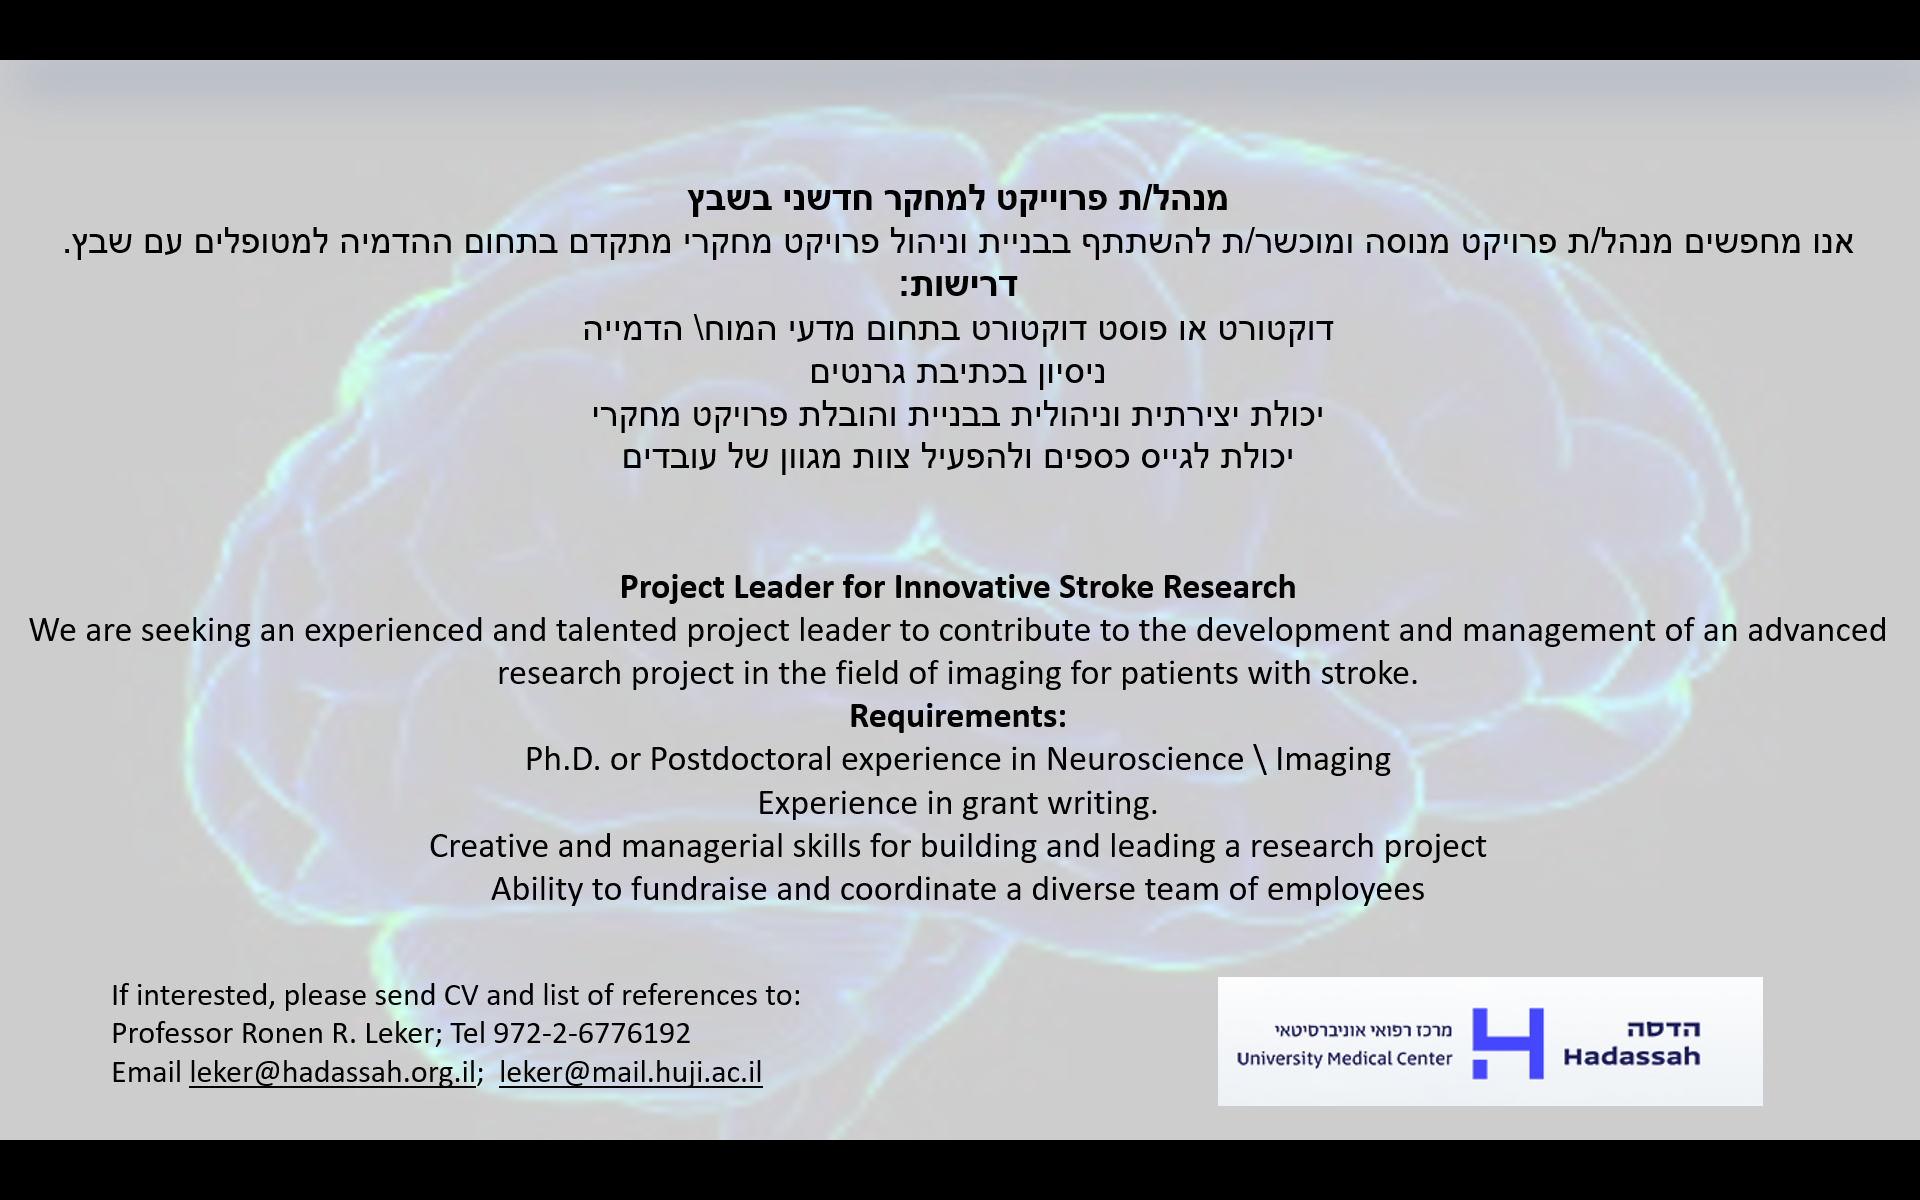 מנהל/ת פרוייקט למחקר חדשני בשבץ
אנו מחפשים מנהל/ת פרויקט מנוסה ומוכשר/ת להשתתף בבניית וניהול פרויקט מחקרי מתקדם בתחום ההדמיה למטופלים עם שבץ.
דרישות:
דוקטורט או פוסט דוקטורט בתחום מדעי המוח\ הדמייה
ניסיון בכתיבת גרנטים
יכולת יצירתית וניהולית בבניית והובלת פרויקט מחקרי
יכולת לגייס כספים ולהפעיל צוות מגוון של עובדים
Project Leader for Innovative Stroke Research
We are seeking an experienced and talented project leader to contribute to the development and management of an advanced
research project in the field of imaging for patients with stroke.
Requirements:
Ph.D. or Postdoctoral experience in Neuroscience \ Imaging
Experience in grant writing.
Creative and managerial skills for building and leading a research project
Ability to fundraise and coordinate a diverse team of employees
If interested, please send CV and list of references to:
Professor Ronen R. Leker; Tel 972-2-6776192
Email leker@hadassah.org.il;  leker@mail.huji.ac.il
הדסה
Hadassah
מרכז רפואי אוניברסיטאי
University Medical Center